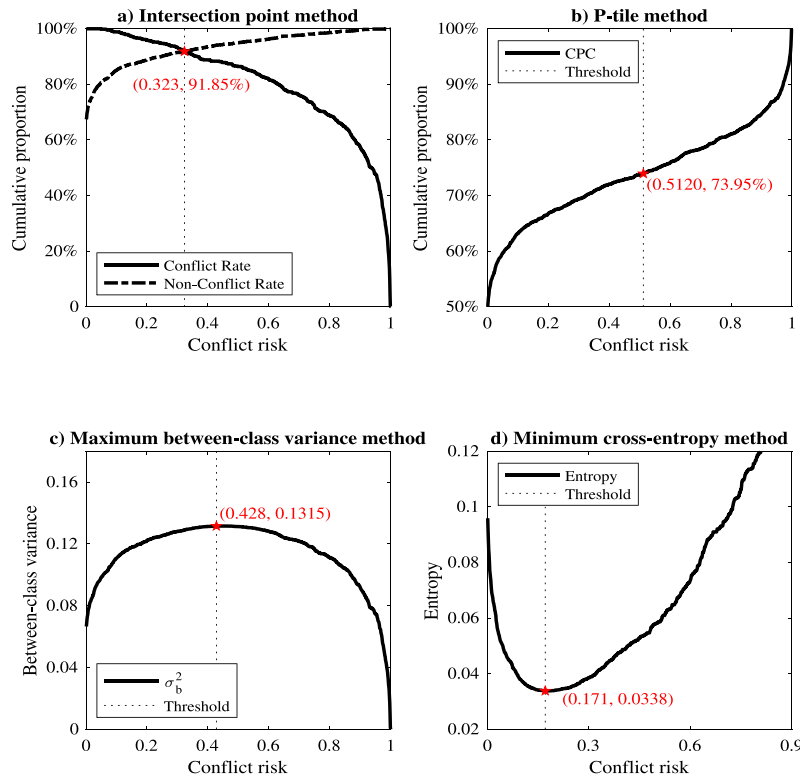 a) Intersection point method
100%
80%
60%
40%
20%
0
Cumulative proportion
(0.323, 91.85%)
Conflict Rate
Non-Conflict Rate
0
0.2
0.4
0.6
0.8
1
Conflict risk
b) P-tile method
100%
90%
80%
70%
60%
50%
Cumulative proportion
CPC
Threshold
(0.5120, 73.95%)
0
0.2
0.4
0.6
0.8
1
Conflict risk
c) Maximum between-class variance method
0.16
0.12
0.08
0.04
0
Between-class variance
(0.428, 0.1315)
σ_b^2
Threshold
0
0.2
0.4
0.6
0.8
1
Conflict risk
d) Minimum cross-entropy method
0.12
0.1
0.08
0.06
0.04
0.02
Entropy
Entropy
Threshold
(0.171, 0.0338)
0
0.3
0.6
0.9
Conflict risk